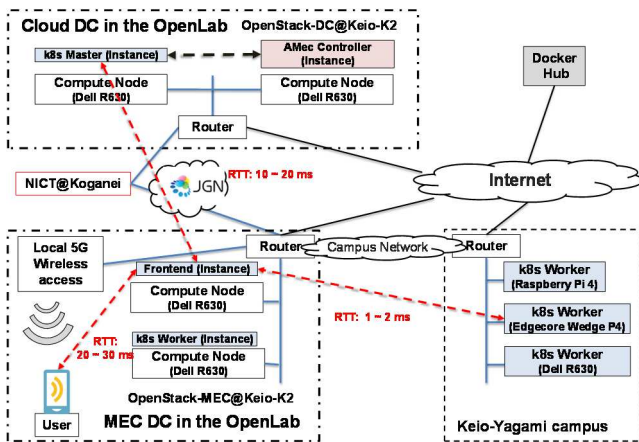 Cloud DC in the OpenLab
OpenStack-DC@Keio-K2
k8s Master (Instance)
AMec Controller
(Instance)
Compute Node
(Dell R630)
Compute Node
(Dell R630)
Router
Docker
Hub
NICT@Koganei
JGN
RTT: 10 – 20 ms
Internet
Local 5G
Wireless
access
Router
Campus Network
Router
Frontend (Instance)
Compute Node
(Dell R630)
k8s Worker
(Raspberry Pi 4)
RTT: 1 – 2 ms
k8s Worker
(Edgecore Wedge P4)
RTT:
20 – 30 ms
k8s Worker (Instance)
Compute Node
(Dell R630)
k8s Worker
(Dell R630)
OpenStack-MEC@Keio-K2
User
MEC DC in the OpenLab
Keio-Yagami campus